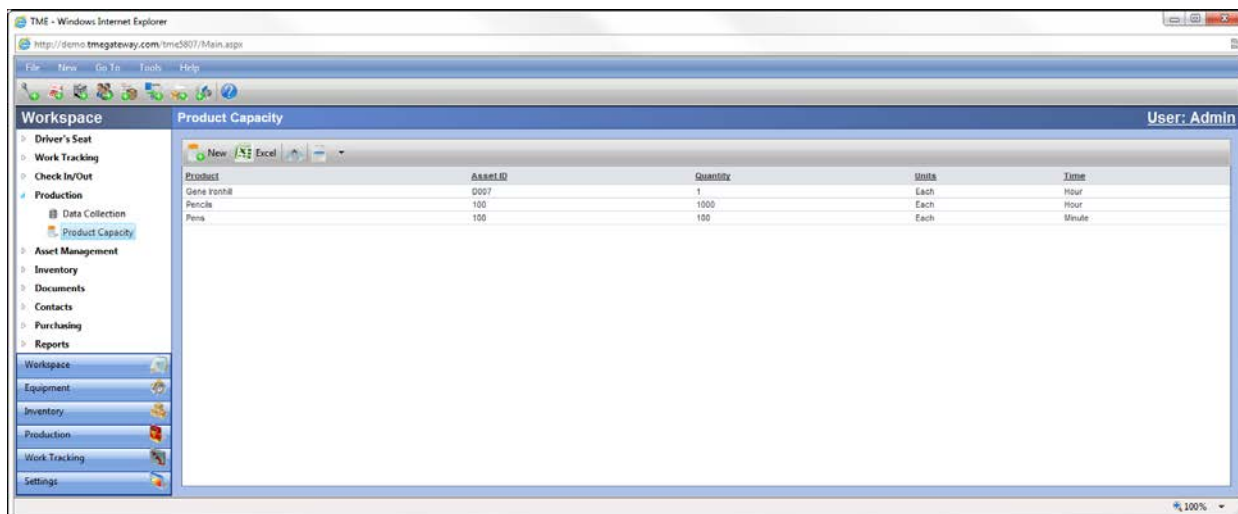 TME - Windows Internet Explorer
http://demo.tmegateway.com/tme5807/Main.aspx
File New Go To Tools Help
Workspace Product Capacity User: Admin
Driver's Seat
Work Tracking
Check In/Out
Production
Data Collection
Product Capacity
Asset Management
Inventory
Documents
Contacts
Purchasing
Reports
Workspace
Equipment
Inventory
Production
Work Tracking
Settings
New Excel
Product Asset ID Quantity Units Time
Gene Ironhill D007 1 Each Hour
Pencils 100 1000 Each Hour
Pens 100 100 Each Minute
100%